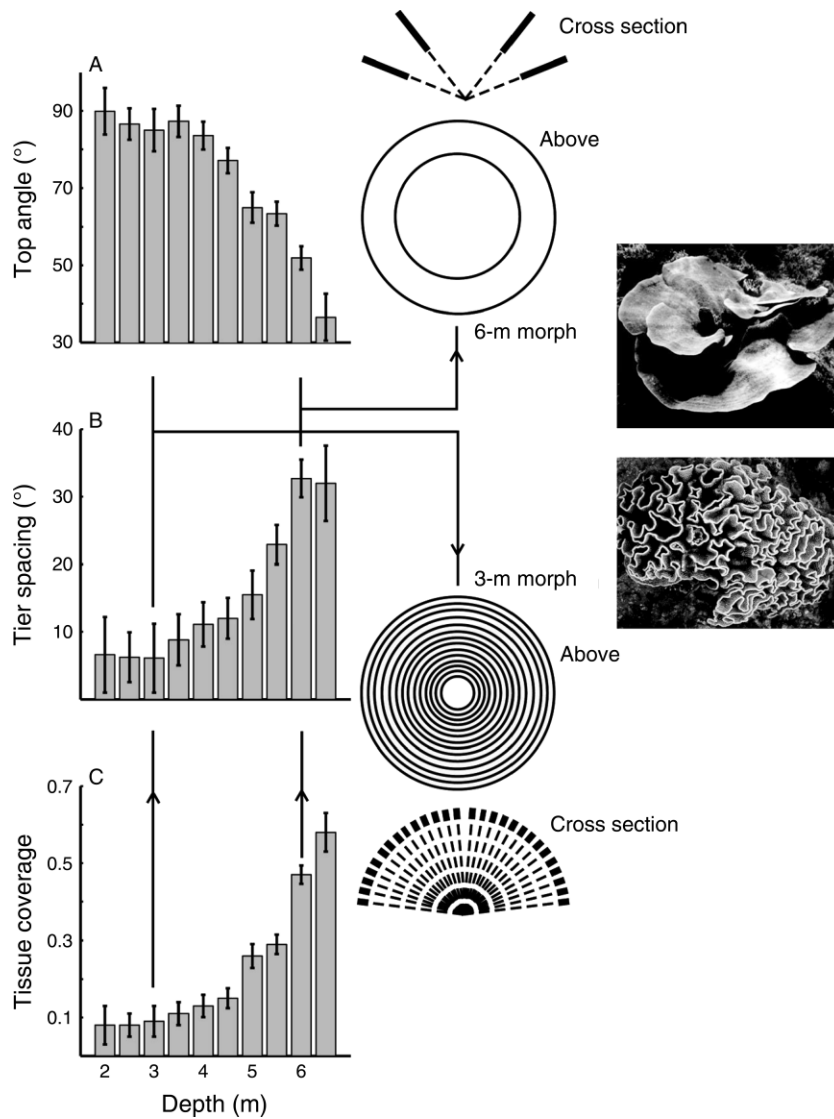 A
Top angle (°)
90
70
50
30
Cross section
Above
6-m morph
B
Tier spacing (°)
40
30
20
10
3-m morph
Above
C
Tissue coverage
0.7
0.5
0.3
0.1
Cross section
2 3 4 5 6
Depth (m)